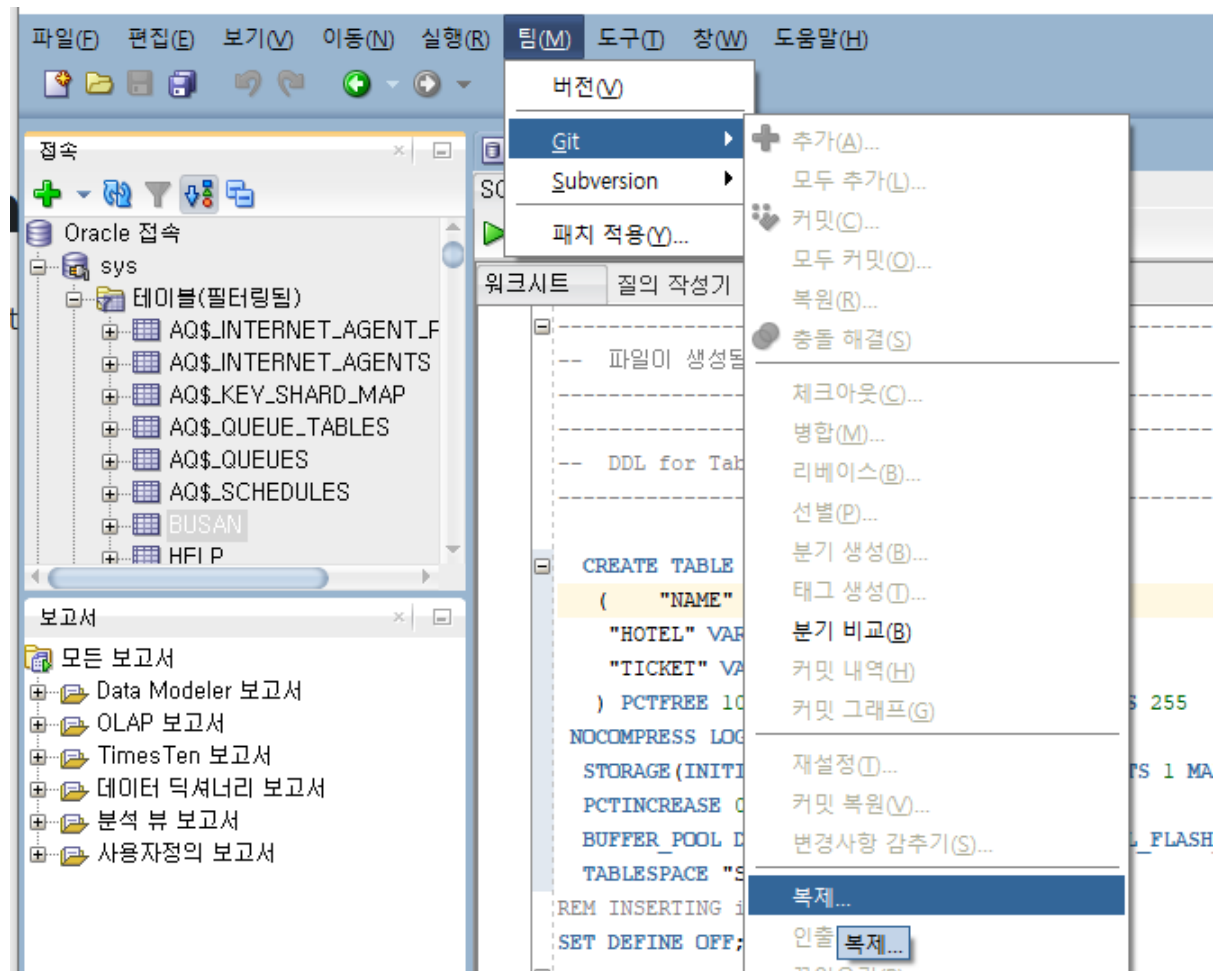 파일(F) 편집(E) 보기(V) 이동(N) 실행(R) 팀(M) 도구(T) 창(W) 도움말(H)
버전(V)
Git
Subversion
패치 적용(Y)...
추가(A)...
모두 추가(L)...
커밋(C)...
모두 커밋(O)...
복원(R)...
충돌 해결(S)
체크아웃(C)...
병합(M)...
리베이스(B)...
선별(P)...
분기 생성(B)...
태그 생성(T)...
분기 비교(B)
커밋 내역(H)
커밋 그래프(G)
재설정(T)...
커밋 복원(V)...
변경사항 감추기(S)...
복제...
인출
복제...
접속
Oracle 접속
sys
테이블(필터링됨)
AQ$_INTERNET_AGENT_P
AQ$_INTERNET_AGENTS
AQ$_KEY_SHARD_MAP
AQ$_QUEUE_TABLES
AQ$_QUEUES
AQ$_SCHEDULES
BUSAN
HELP
보고서
모든 보고서
Data Modeler 보고서
OLAP 보고서
TimesTen 보고서
데이터 딕셔너리 보고서
분석 뷰 보고서
사용자정의 보고서
워크시트 질의 작성기
--------
-- 파일이 생성됨
--------
--------
-- DDL for Tab
--------
CREATE TABLE
( "NAME"
"HOTEL" VAR
"TICKET" VA
) PCTFREE 10 S 255
NOCOMPRESS LOG
STORAGE(INITI TS 1 MA
PCTINCREASE 0
BUFFER_POOL D L_FLASH
TABLESPACE "S
REM INSERTING i
SET DEFINE OFF;